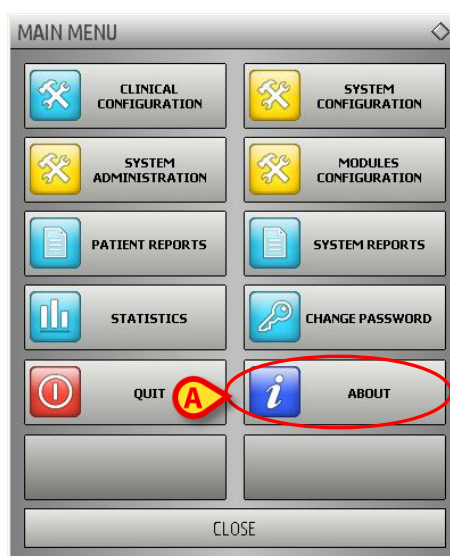 MAIN MENU
CLINICAL
CONFIGURATION
SYSTEM
CONFIGURATION
SYSTEM
ADMINISTRATION
MODULES
CONFIGURATION
PATIENT REPORTS
SYSTEM REPORTS
STATISTICS
CHANGE PASSWORD
QUIT
A
i
ABOUT
CLOSE